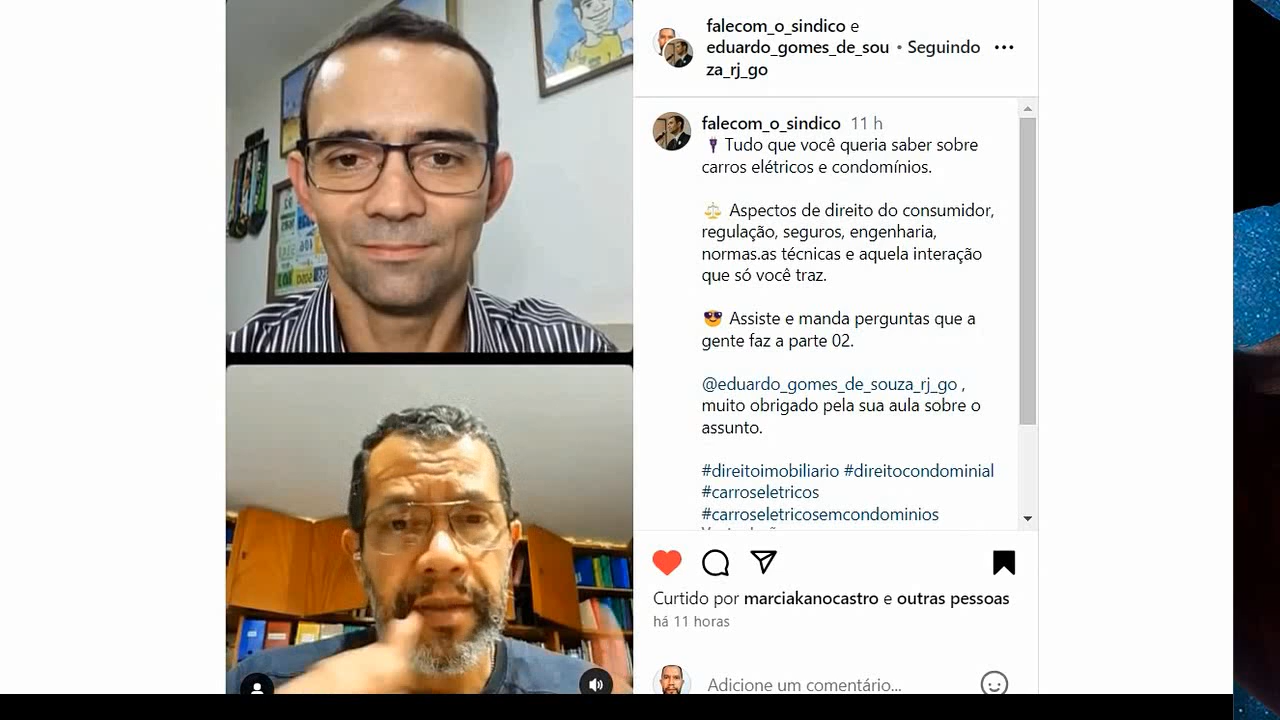 falecom_o_sindico e
eduardo_gomes_de_sou • Seguindo
za_rj_go
falecom_o_sindico 11 h
Tudo que você queria saber sobre
carros elétricos e condomínios.
⚖️ Aspectos de direito do consumidor,
regulação, seguros, engenharia,
normas.as técnicas e aquela interação
que só você traz.
😎 Assiste e manda perguntas que a
gente faz a parte 02.
@eduardo_gomes_de_souza_rj_go ,
muito obrigado pela sua aula sobre o
assunto.
#direitoimobiliario #direitocondominial
#carroseletricos
#carroseletricosemcondominios
Curtido por marciakanocastro e outras pessoas
há 11 horas
Adicione um comentário...